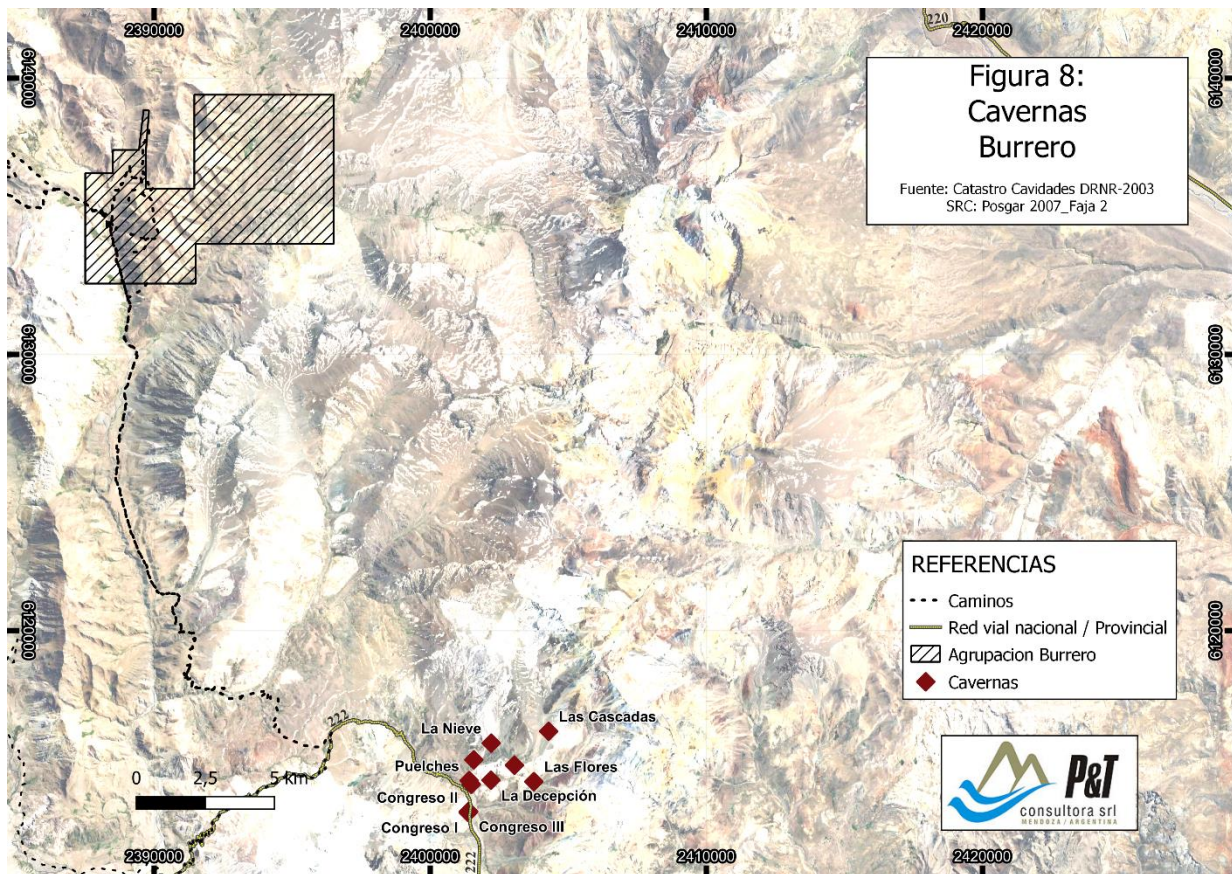 2390000
2400000
2410000
2420000
220
6140000
6140000
Figura 8:
Cavernas
Burrero
Fuente: Catastro Cavidades DRNR-2003
SRC: Posgar 2007_Faja 2
6130000
6130000
REFERENCIAS
Caminos
Red vial nacional / Provincial
Agrupacion Burrero
Cavernas
6120000
6120000
222
La Nieve
Las Cascadas
Puelches
Las Flores
La Decepción
Congreso II
Congreso I
Congreso III
0 2,5 5 km
P&T
consultora srl
MENDOZA / ARGENTINA
222
2390000
2400000
2410000
2420000